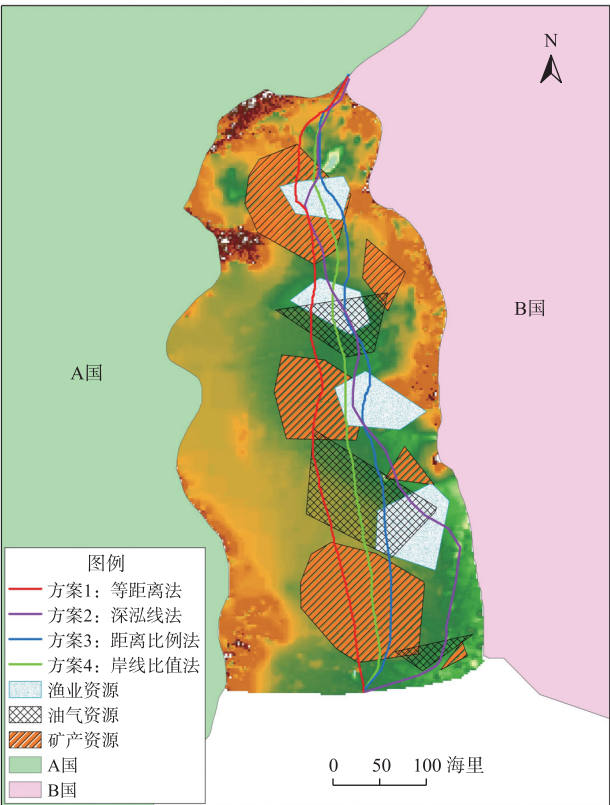 N
B国
A国
图例
方案1：等距离法
方案2：深泓线法
方案3：距离比例法
方案4：岸线比值法
渔业资源
油气资源
矿产资源
A国
B国
0 50 100 海里